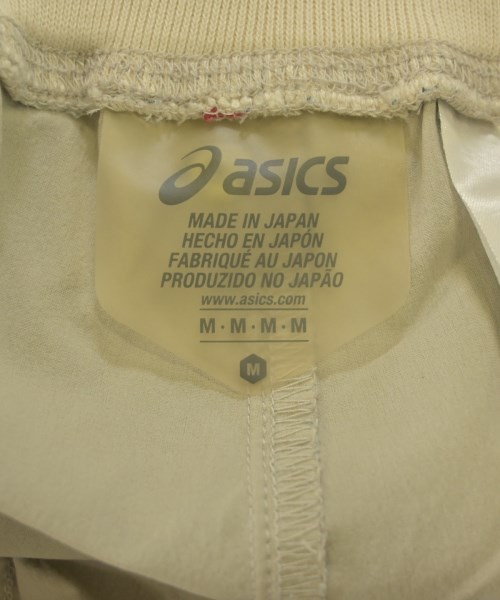 asics
MADE IN JAPAN
HECHO EN JAPÓN
FABRIQUÉ AU JAPON
PRODUZIDO NO JAPÃO
www.asics.com
M · M · M · M
M